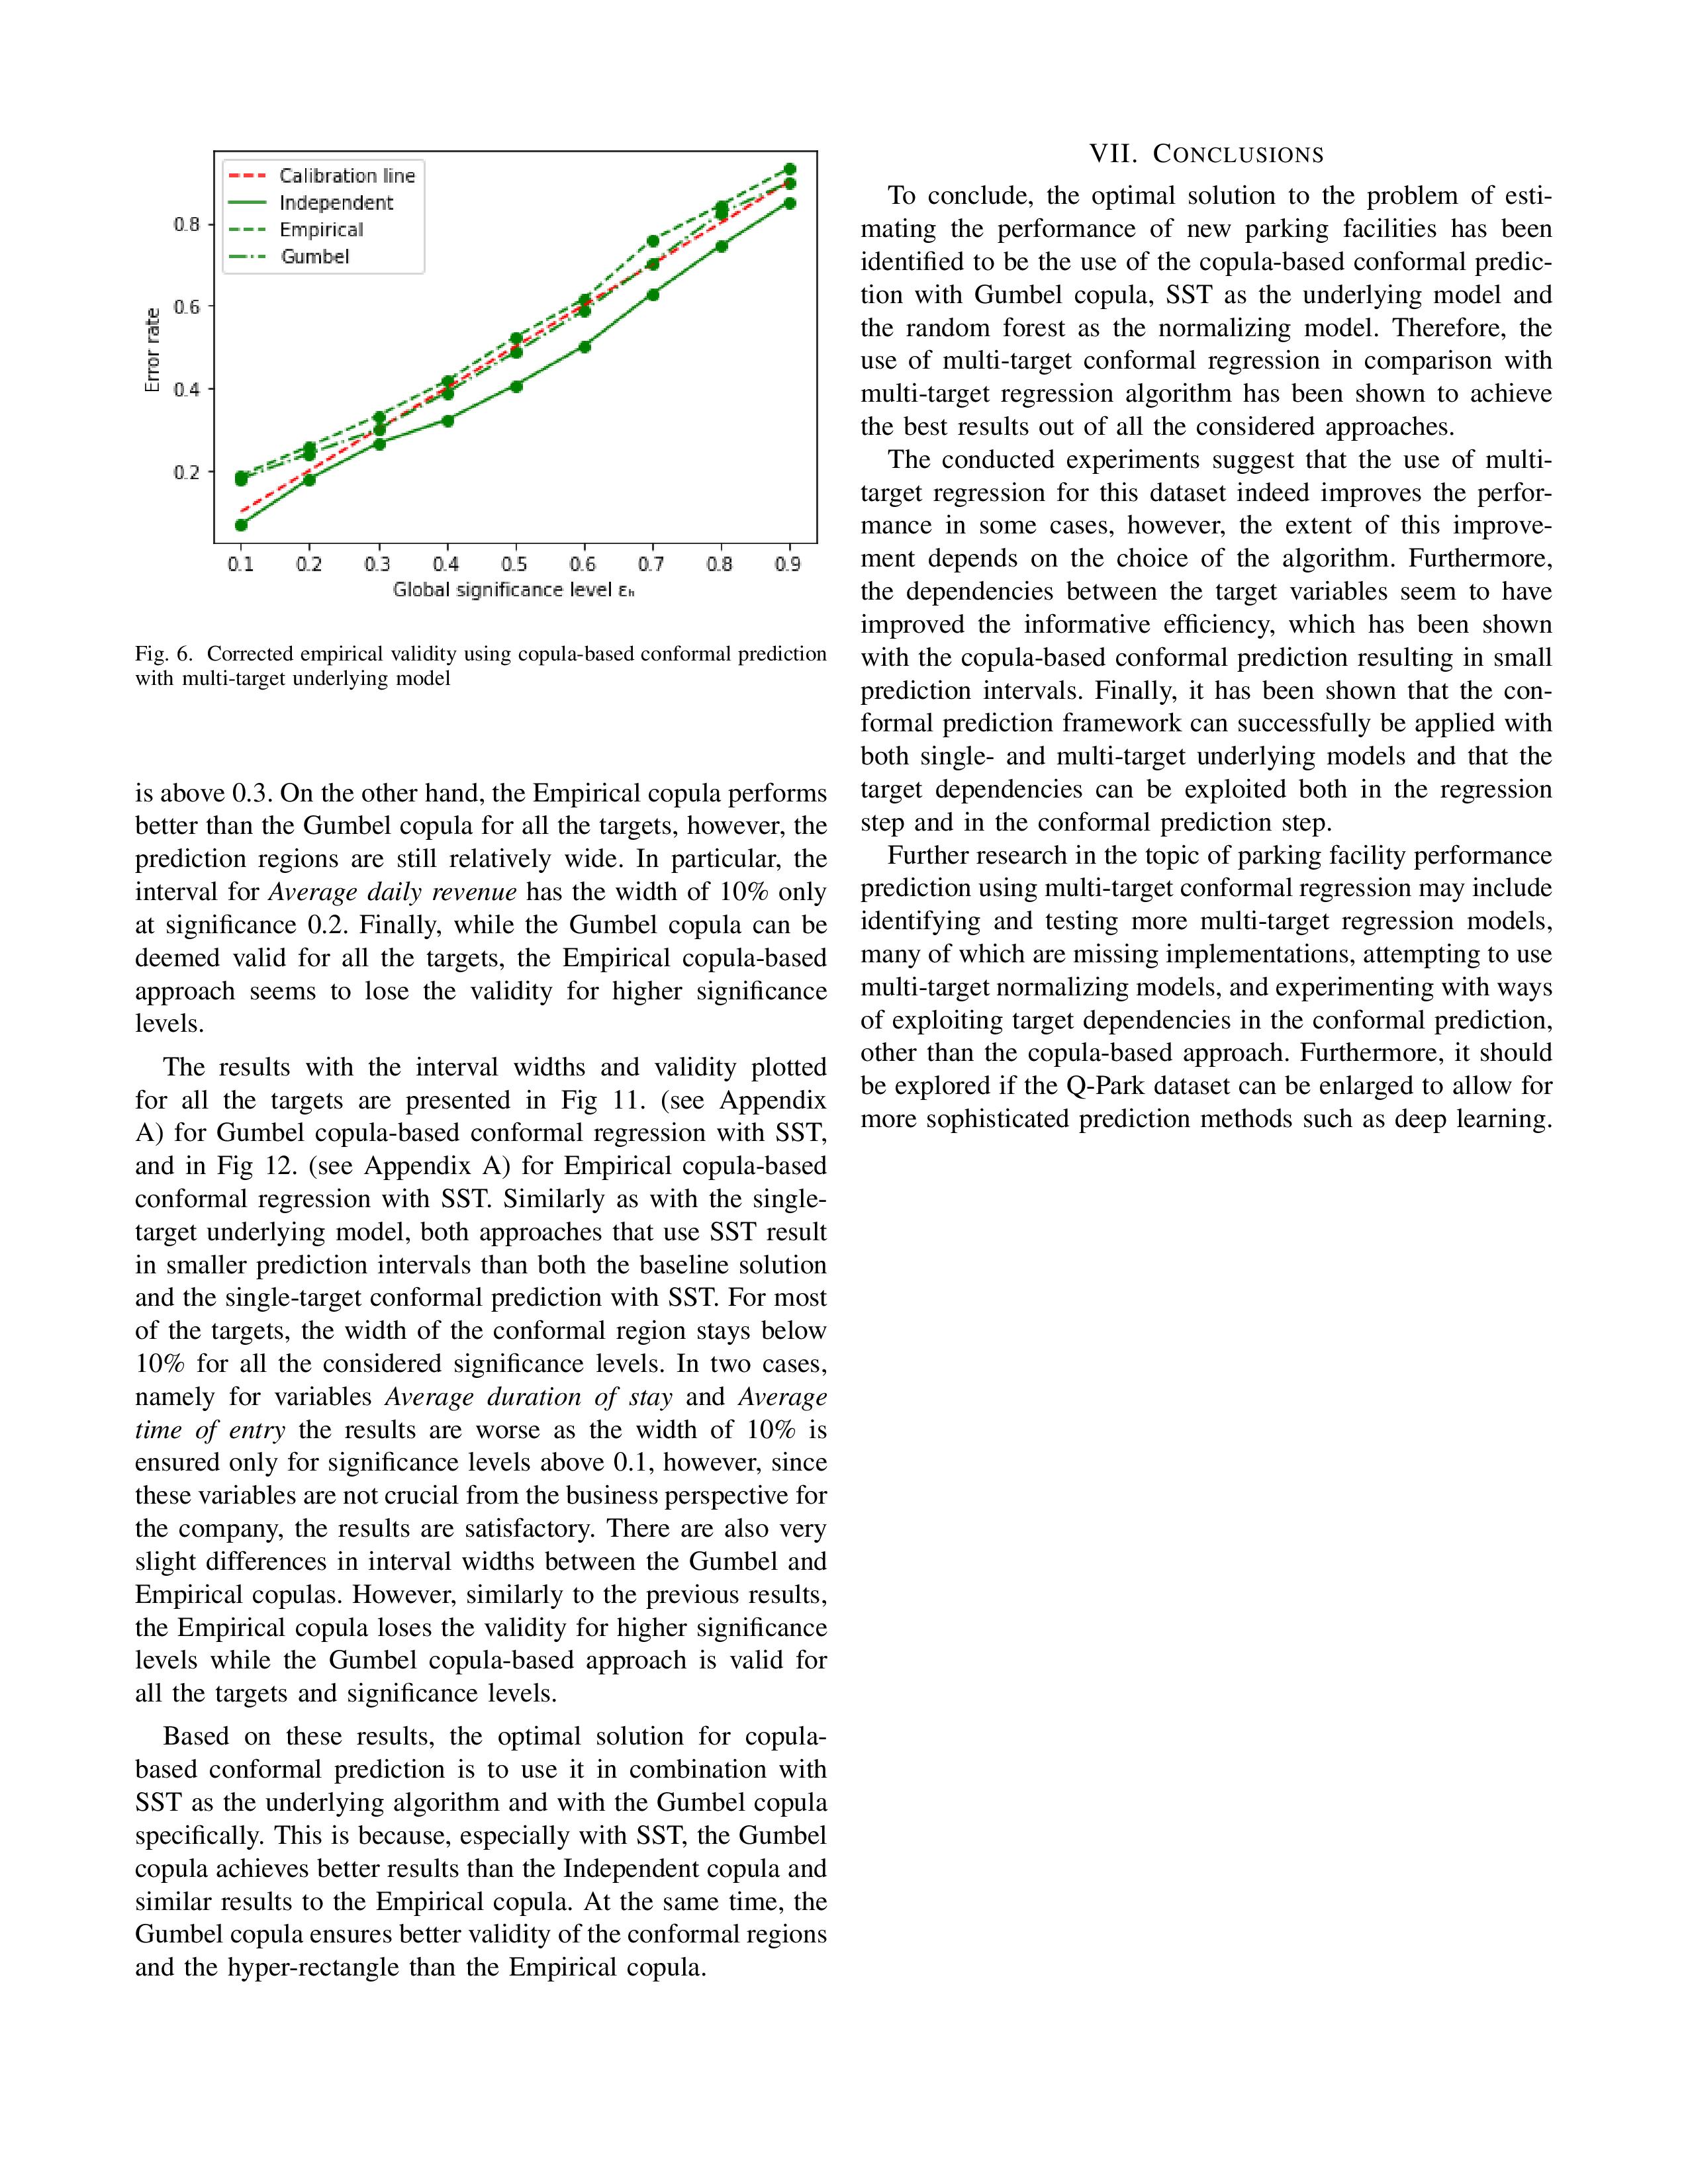 Calibration line
Independent
Empirical
Gumbel
0.8
0.6
0.4
0.2
Error rate
0.1 0.2 0.3 0.4 0.5 0.6 0.7 0.8 0.9
Global significance level εₕ
Fig. 6. Corrected empirical validity using copula-based conformal prediction
with multi-target underlying model
is above 0.3. On the other hand, the Empirical copula performs
better than the Gumbel copula for all the targets, however, the
prediction regions are still relatively wide. In particular, the
interval for Average daily revenue has the width of 10% only
at significance 0.2. Finally, while the Gumbel copula can be
deemed valid for all the targets, the Empirical copula-based
approach seems to lose the validity for higher significance
levels.
The results with the interval widths and validity plotted
for all the targets are presented in Fig 11. (see Appendix
A) for Gumbel copula-based conformal regression with SST,
and in Fig 12. (see Appendix A) for Empirical copula-based
conformal regression with SST. Similarly as with the single-
target underlying model, both approaches that use SST result
in smaller prediction intervals than both the baseline solution
and the single-target conformal prediction with SST. For most
of the targets, the width of the conformal region stays below
10% for all the considered significance levels. In two cases,
namely for variables Average duration of stay and Average
time of entry the results are worse as the width of 10% is
ensured only for significance levels above 0.1, however, since
these variables are not crucial from the business perspective for
the company, the results are satisfactory. There are also very
slight differences in interval widths between the Gumbel and
Empirical copulas. However, similarly to the previous results,
the Empirical copula loses the validity for higher significance
levels while the Gumbel copula-based approach is valid for
all the targets and significance levels.
Based on these results, the optimal solution for copula-
based conformal prediction is to use it in combination with
SST as the underlying algorithm and with the Gumbel copula
specifically. This is because, especially with SST, the Gumbel
copula achieves better results than the Independent copula and
similar results to the Empirical copula. At the same time, the
Gumbel copula ensures better validity of the conformal regions
and the hyper-rectangle than the Empirical copula.
VII. CONCLUSIONS
To conclude, the optimal solution to the problem of esti-
mating the performance of new parking facilities has been
identified to be the use of the copula-based conformal predic-
tion with Gumbel copula, SST as the underlying model and
the random forest as the normalizing model. Therefore, the
use of multi-target conformal regression in comparison with
multi-target regression algorithm has been shown to achieve
the best results out of all the considered approaches.
The conducted experiments suggest that the use of multi-
target regression for this dataset indeed improves the perfor-
mance in some cases, however, the extent of this improve-
ment depends on the choice of the algorithm. Furthermore,
the dependencies between the target variables seem to have
improved the informative efficiency, which has been shown
with the copula-based conformal prediction resulting in small
prediction intervals. Finally, it has been shown that the con-
formal prediction framework can successfully be applied with
both single- and multi-target underlying models and that the
target dependencies can be exploited both in the regression
step and in the conformal prediction step.
Further research in the topic of parking facility performance
prediction using multi-target conformal regression may include
identifying and testing more multi-target regression models,
many of which are missing implementations, attempting to use
multi-target normalizing models, and experimenting with ways
of exploiting target dependencies in the conformal prediction,
other than the copula-based approach. Furthermore, it should
be explored if the Q-Park dataset can be enlarged to allow for
more sophisticated prediction methods such as deep learning.